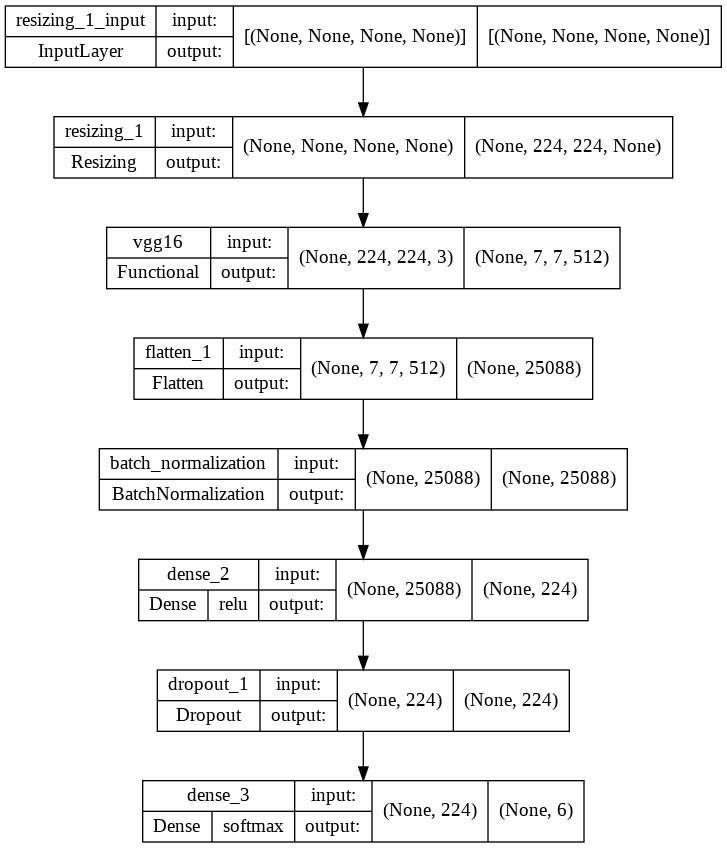 resizing_1_input input: [(None, None, None, None)] [(None, None, None, None)]
InputLayer output:
resizing_1 input: (None, None, None, None) (None, 224, 224, None)
Resizing output:
vgg16 input: (None, 224, 224, 3) (None, 7, 7, 512)
Functional output:
flatten_1 input: (None, 7, 7, 512) (None, 25088)
Flatten output:
batch_normalization input: (None, 25088) (None, 25088)
BatchNormalization output:
dense_2 input: (None, 25088) (None, 224)
Dense relu output:
dropout_1 input: (None, 224) (None, 224)
Dropout output:
dense_3 input: (None, 224) (None, 6)
Dense softmax output: